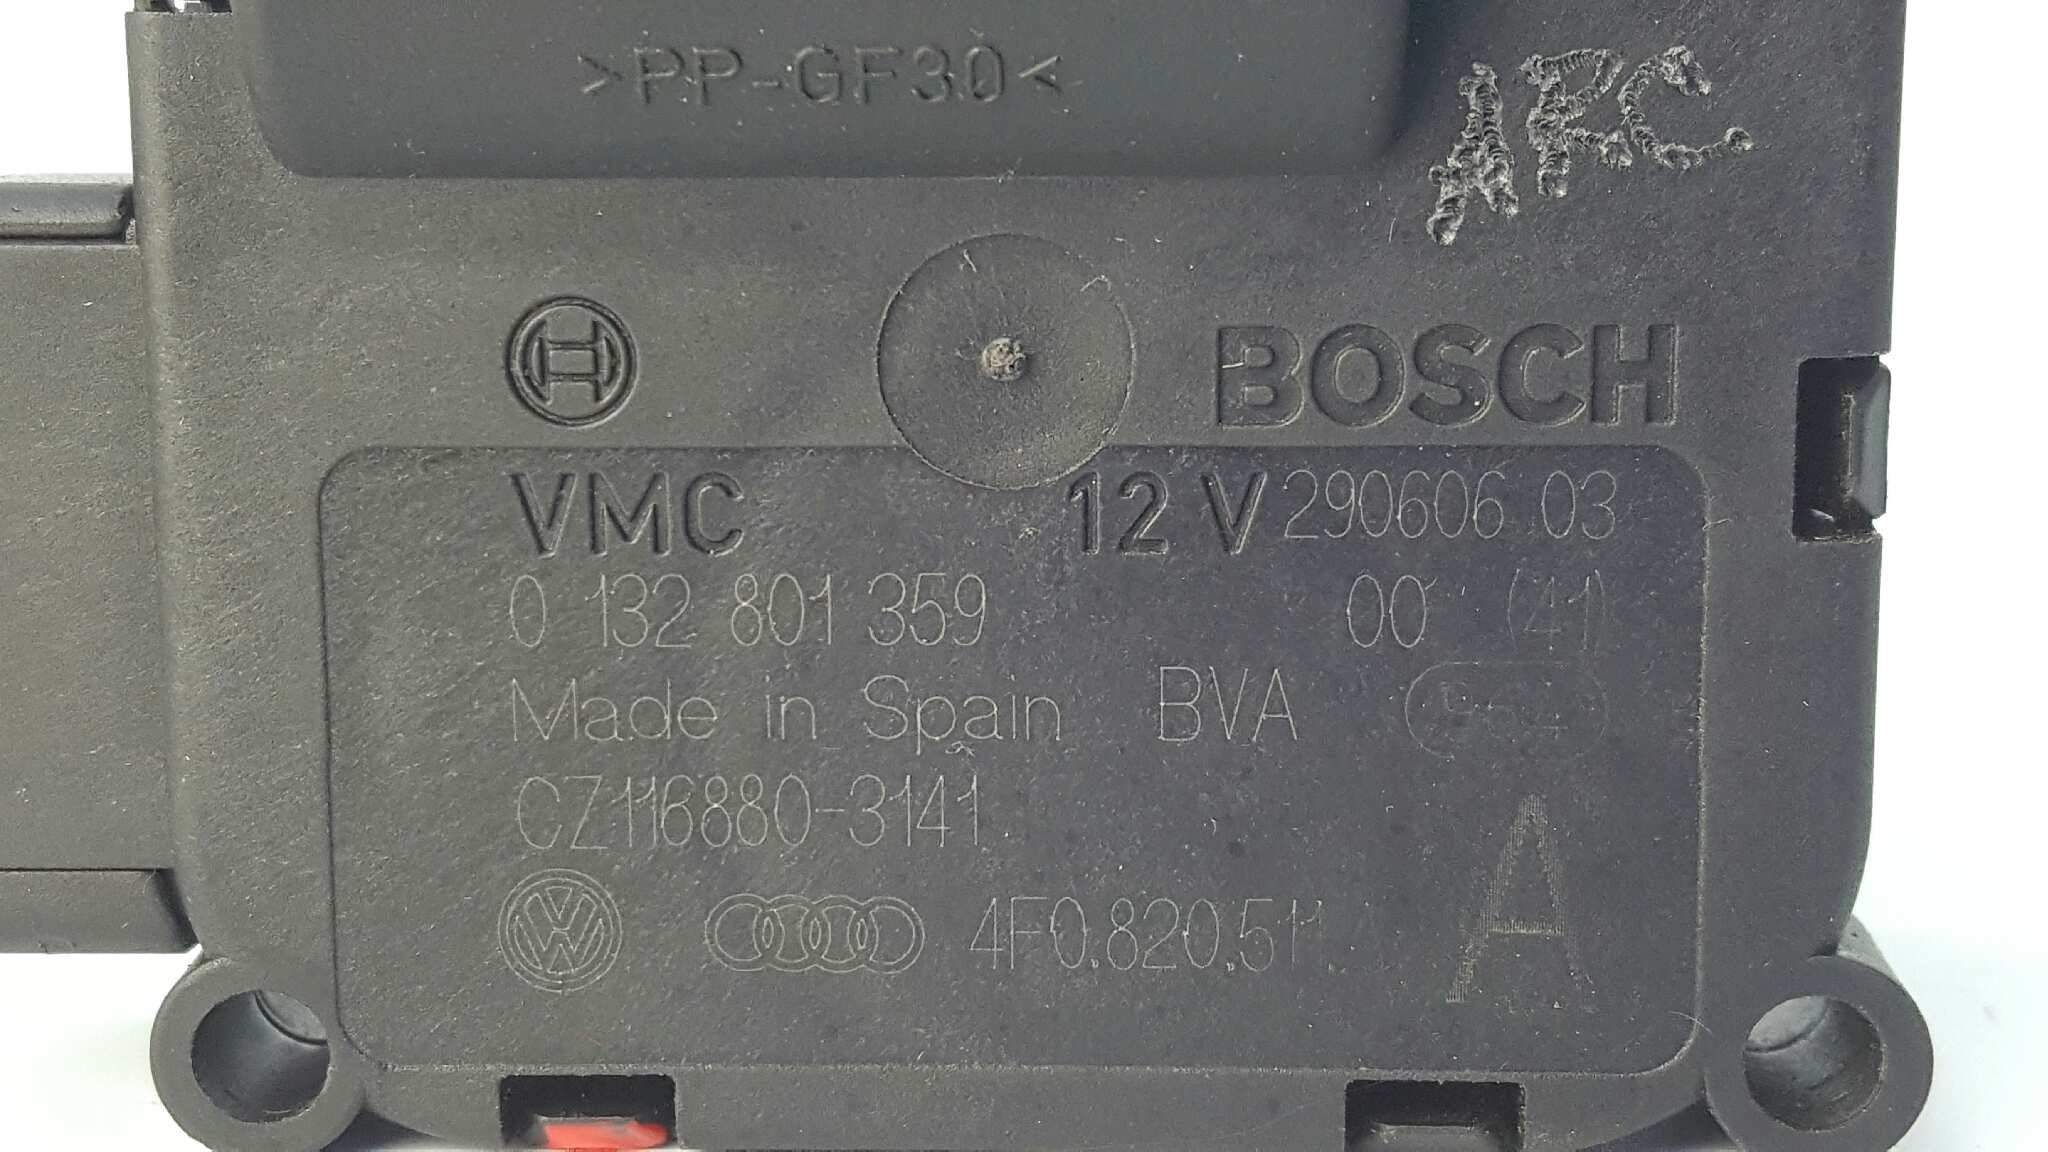 >PP-GF30<
ARC
BOSCH
VMC 12 V 290606 03
0 132 801 359 00 (41)
Made in Spain BVA
CZ116880-3141
A
4F0.820.511